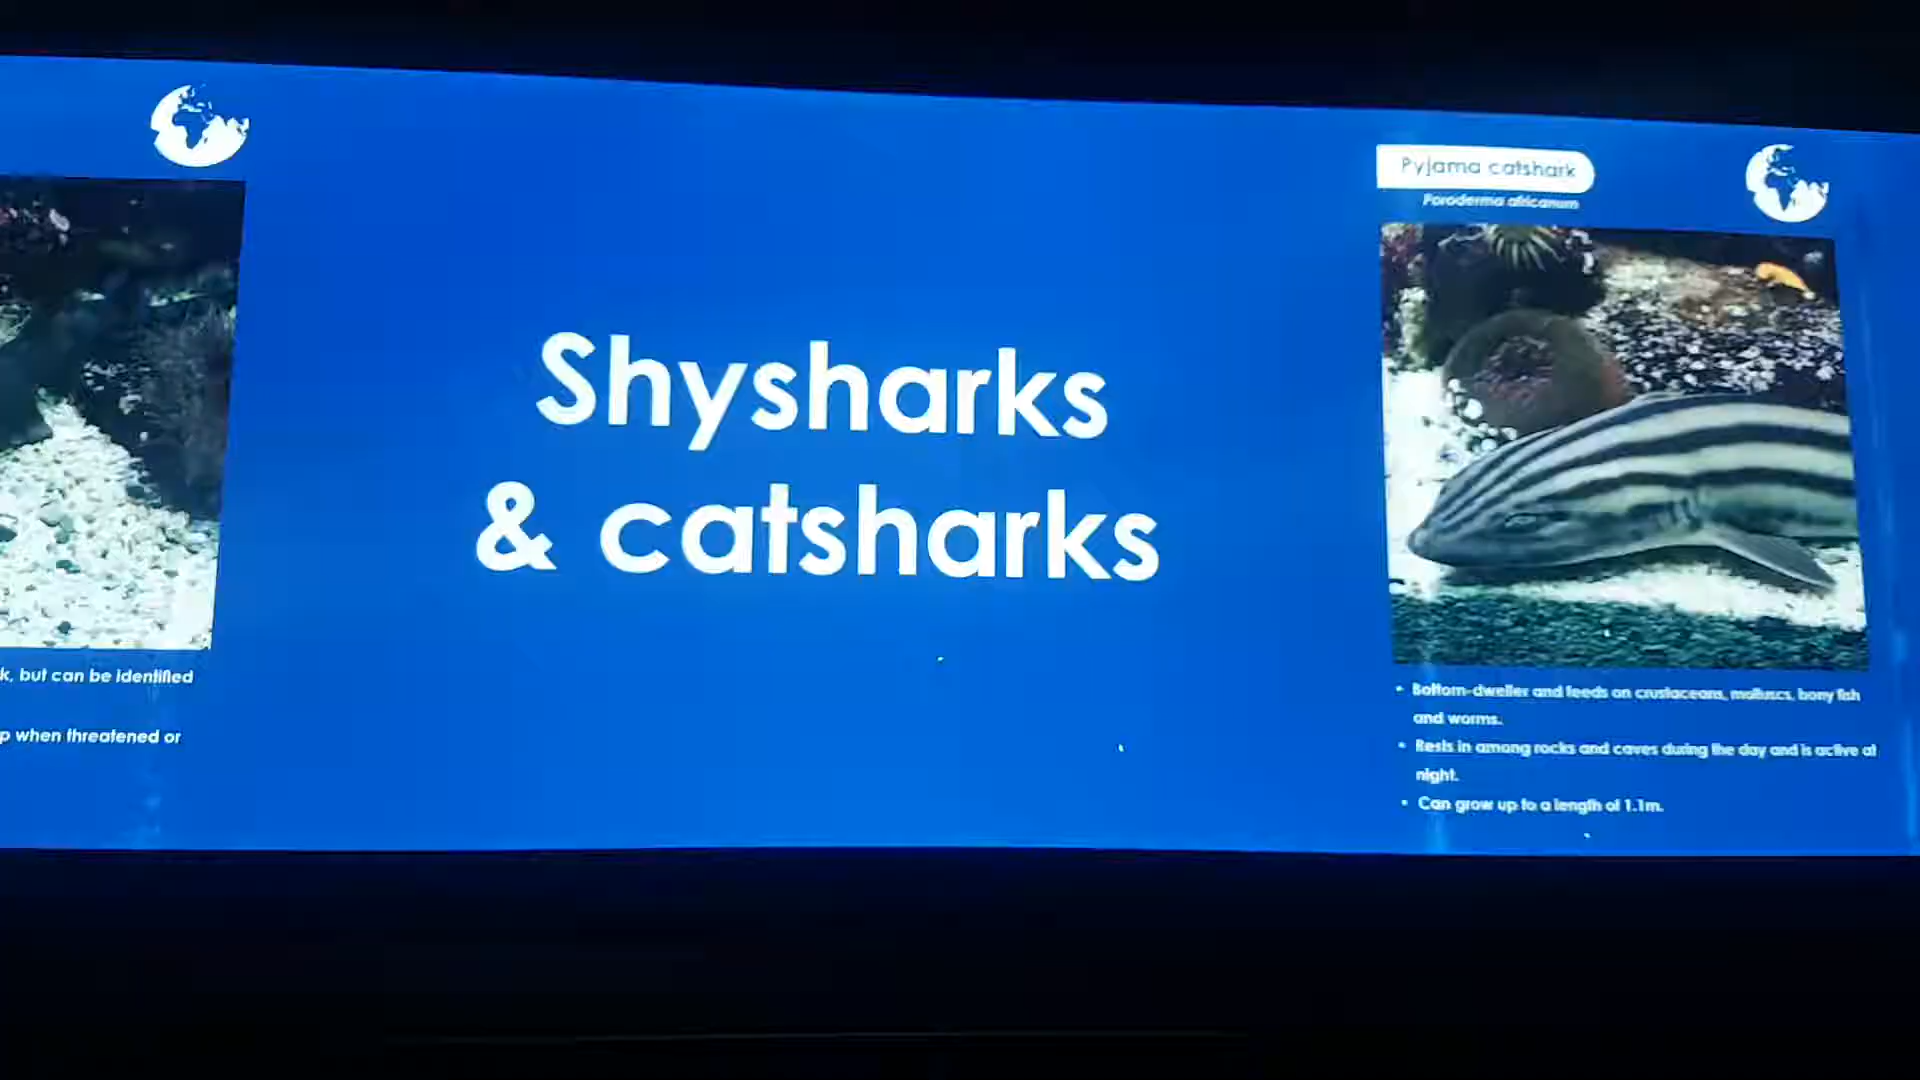 k, but can be identified
p when threatened or
Shysharks
& catsharks
Pyjama catshark
Poroderma africanum
• Bottom-dweller and feeds on crustaceans, molluscs, bony fish
and worms.
• Rests in among rocks and caves during the day and is active at
night.
• Can grow up to a length of 1.1m.